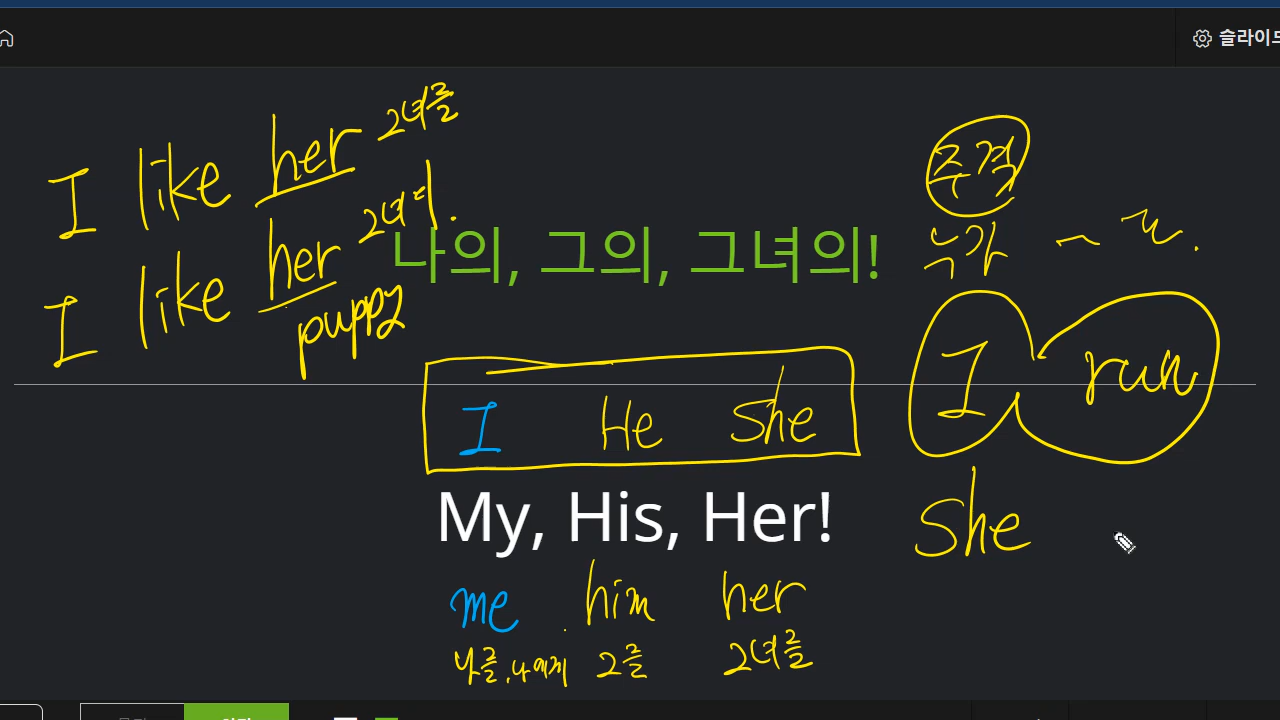 슬라이드
I like her 그녀를
I like her 그녀의.
puppy
나의, 그의, 그녀의!
주격
누가 ~
I run
I He She
My, His, Her!
she
me him her
나를, 나에게 그를 그녀를